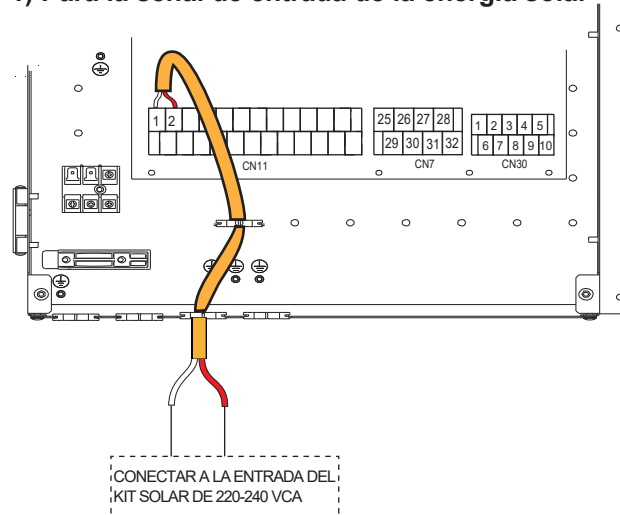 1) Para la señal de entrada de la energía solar
1 2
25 26 27 28
29 30 31 32
1 2 3 4 5
6 7 8 9 10
CN11
CN7
CN30
CONECTAR A LA ENTRADA DEL
KIT SOLAR DE 220-240 VCA